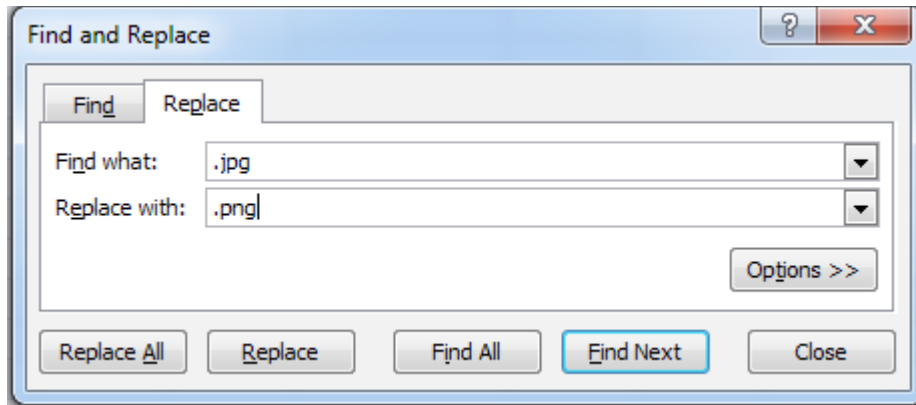 Find and Replace
Find Replace
Find what: .jpg
Replace with: .png
Options >>
Replace All Replace Find All Find Next Close